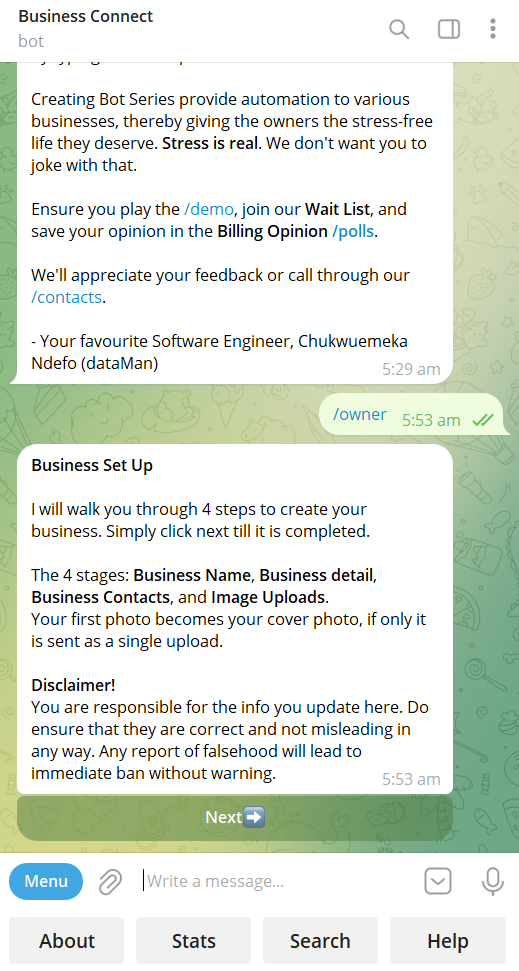 Business Connect
bot
Creating Bot Series provide automation to various
businesses, thereby giving the owners the stress-free
life they deserve. Stress is real. We don't want you to
joke with that.
Ensure you play the /demo, join our Wait List, and
save your opinion in the Billing Opinion /polls.
We'll appreciate your feedback or call through our
/contacts.
- Your favourite Software Engineer, Chukwuemeka
Ndefo (dataMan)
5:29 am
/owner
5:53 am
Business Set Up
I will walk you through 4 steps to create your
business. Simply click next till it is completed.
The 4 stages: Business Name, Business detail,
Business Contacts, and Image Uploads.
Your first photo becomes your cover photo, if only it
is sent as a single upload.
Disclaimer!
You are responsible for the info you update here. Do
ensure that they are correct and not misleading in
any way. Any report of falsehood will lead to
immediate ban without warning.
5:53 am
Next➡️
Menu
Write a message...
About
Stats
Search
Help